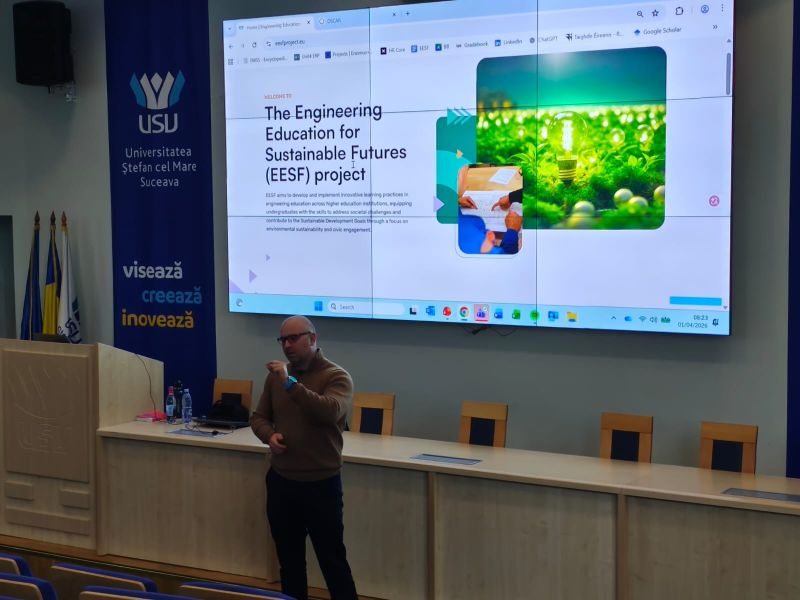 USU
Universitatea
Ștefan cel Mare
Suceava
visează
creează
inovează
Home | Engineering Education
OSCAR
eesfproject.eu
HR Core
EESF
Gradebook
LinkedIn
ChatGPT
Google Scholar
WELCOME TO
The Engineering
Education for
Sustainable Futures
(EESF) project
EESF aims to develop and implement innovative learning practices in
engineering education across higher education institutions, equipping
undergraduates with the skills to address societal challenges and
contribute to the Sustainable Development Goals through a focus on
environmental sustainability and civic engagement.
Search
08:23
01/04/2026